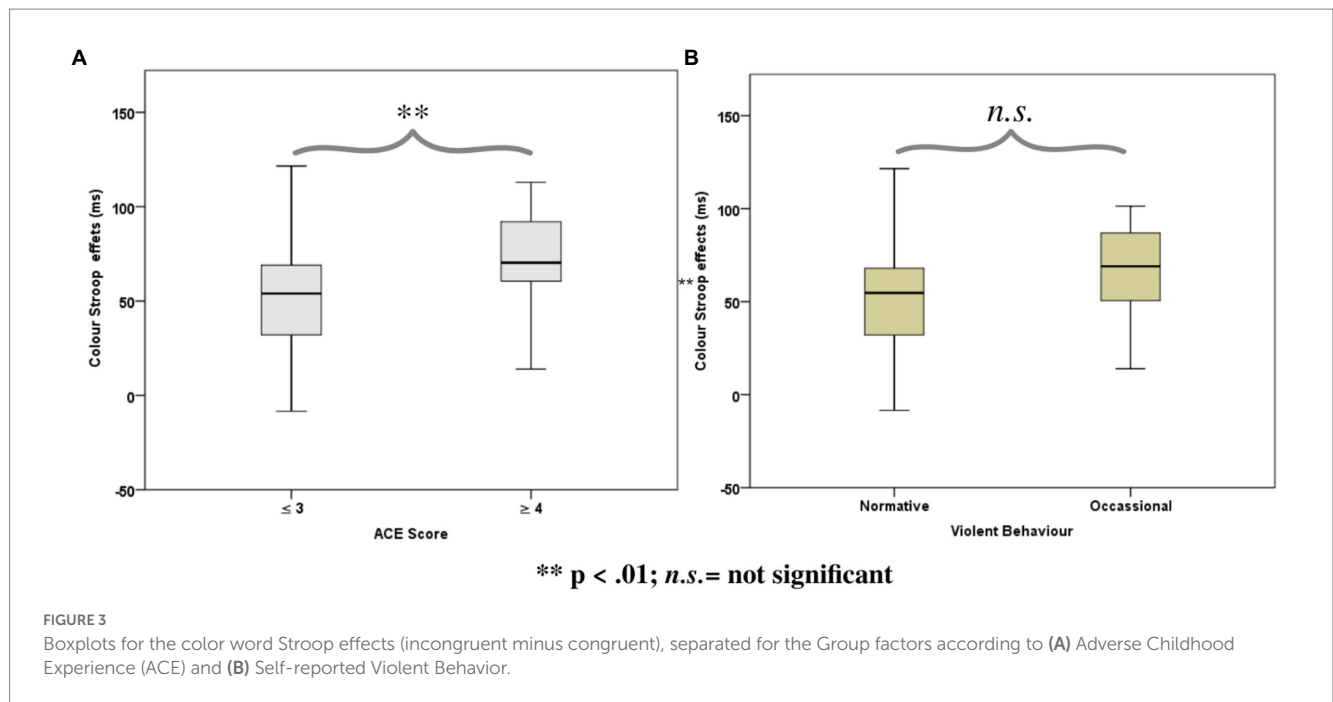 A
**
150
100
50
0
-50
Colour Stroop effets (ms)
≤ 3
≥ 4
ACE Score
B
n.s.
150
100
50
0
-50
**
Colour Stroop effects (ms)
Normative
Occassional
Violent Behaviour
** p < .01; n.s.= not significant
FIGURE 3
Boxplots for the color word Stroop effects (incongruent minus congruent), separated for the Group factors according to (A) Adverse Childhood
Experience (ACE) and (B) Self-reported Violent Behavior.